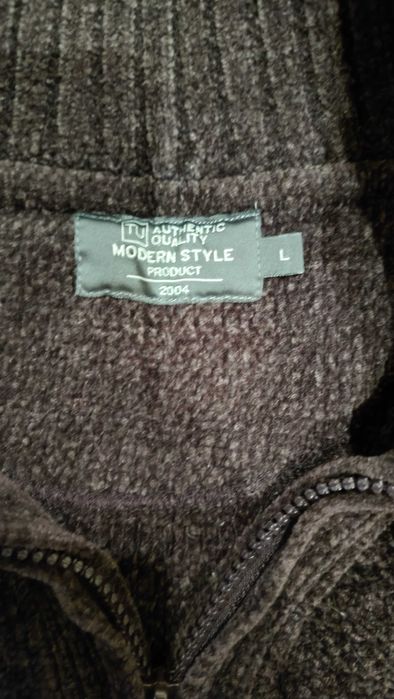 TU AUTHENTIC
QUALITY
MODERN STYLE
PRODUCT
2004
L